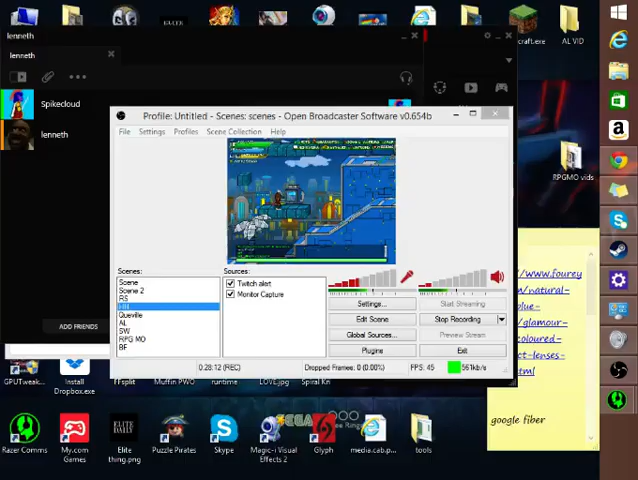 craft.exe
AL VID
lenneth
lenneth
Spikecloud
lenneth
ADD FRIENDS
Profile: Untitled - Scenes: scenes - Open Broadcaster Software v0.654b
File Settings Profiles Scene Collection Help
Scenes:
Scene
Scene 2
RS
Queville
AL
SW
RPG MO
BF
Sources:
Twitch alert
Monitor Capture
Settings...
Start Streaming
Edit Scene
Stop Recording
Global Sources...
Preview Stream
Plugins
Exit
0:28:12 (REC)
Dropped Frames: 0 (0.00%)
FPS: 45
561kb/s
RPGMO vids
/www.fourey
m/natural-
blue-
/glamour-
coloured-
ct-lenses-
tml
google fiber
GPUTweak...
Install
Dropbox.exe
FFsplit
Muffin PWO
runtime
LOVE.jpg
Spiral Kni
Razer Comms
My.com
Games
Elite
thing.png
Puzzle Pirates
Skype
Magic-i Visual
Effects 2
Glyph
media.cab.p...
tools